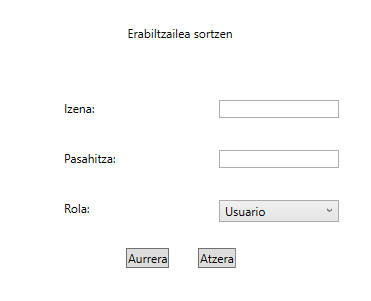 Erabiltzailea sortzen
Izena:
Pasahitza:
Rola: Usuario
Aurrera Atzera